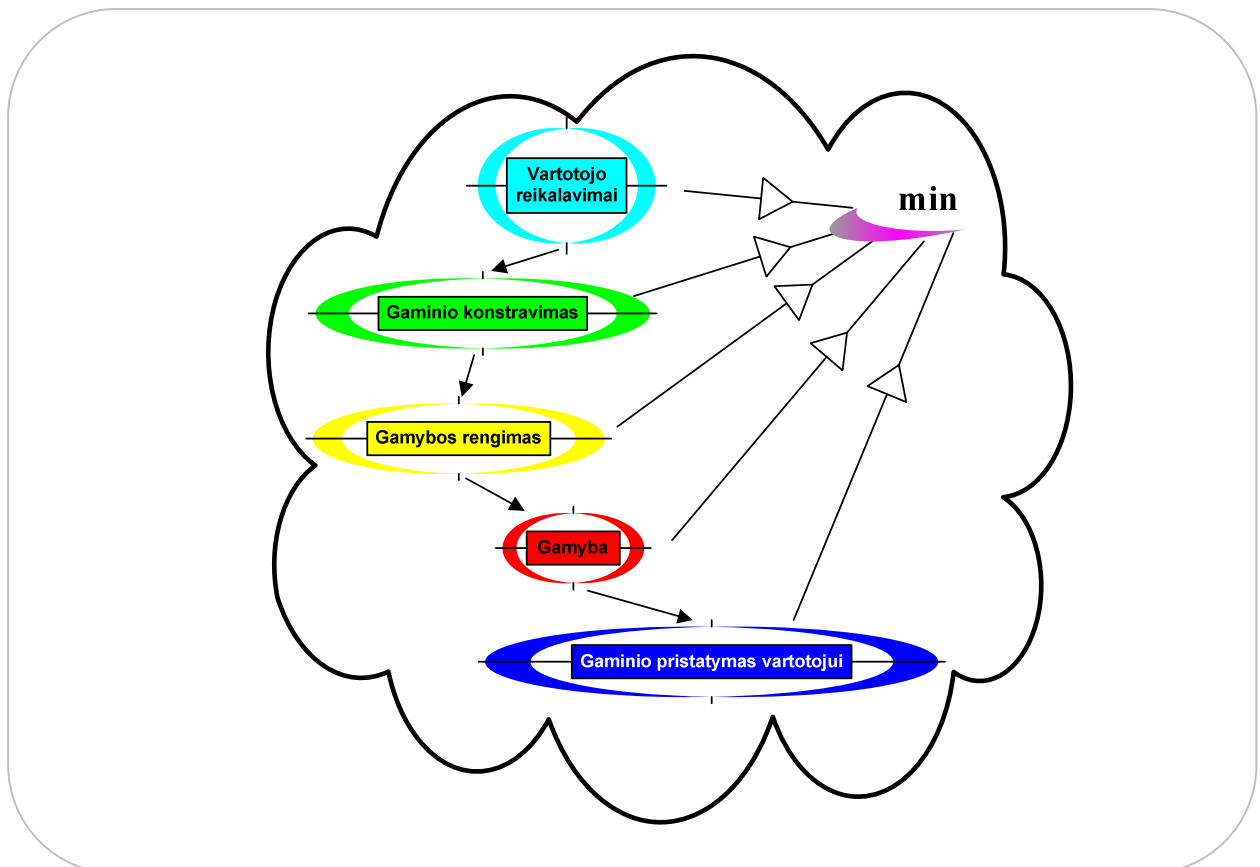 Vartotojo
reikalavimai
min
Gaminio konstravimas
Gamybos rengimas
Gamyba
Gaminio pristatymas vartotojui